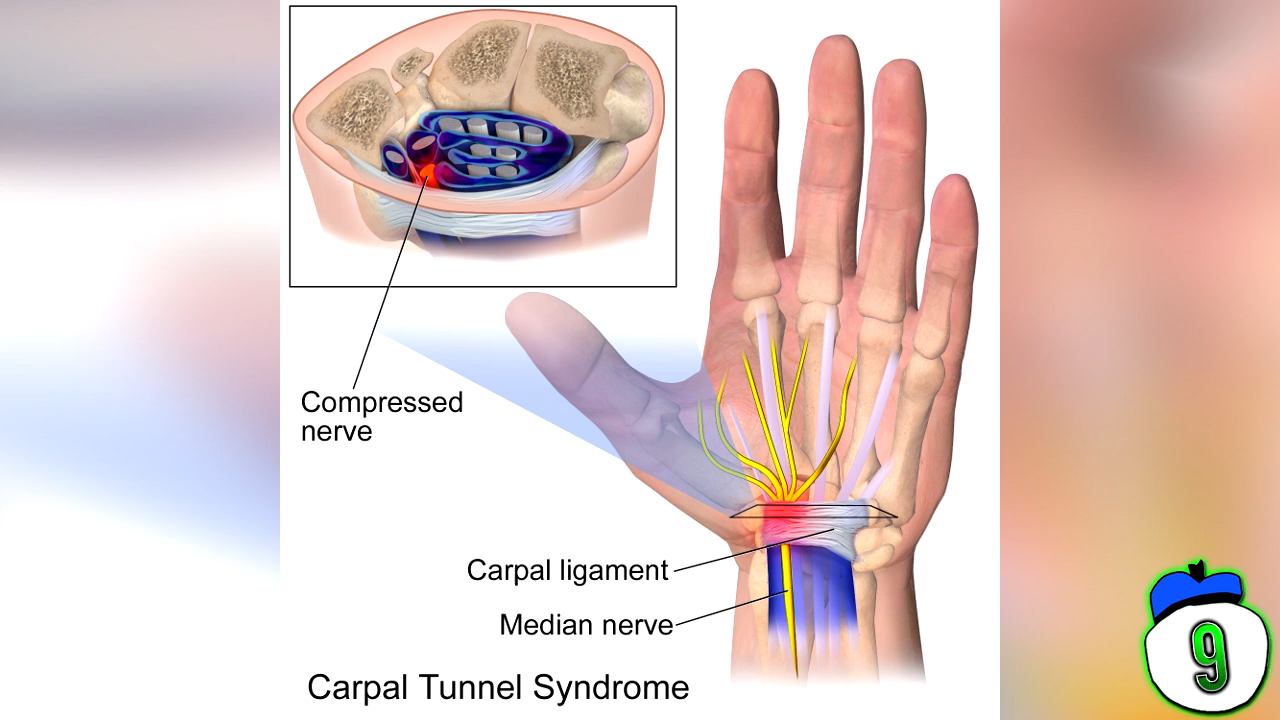 Compressed
nerve
Carpal ligament
Median nerve
Carpal Tunnel Syndrome
9